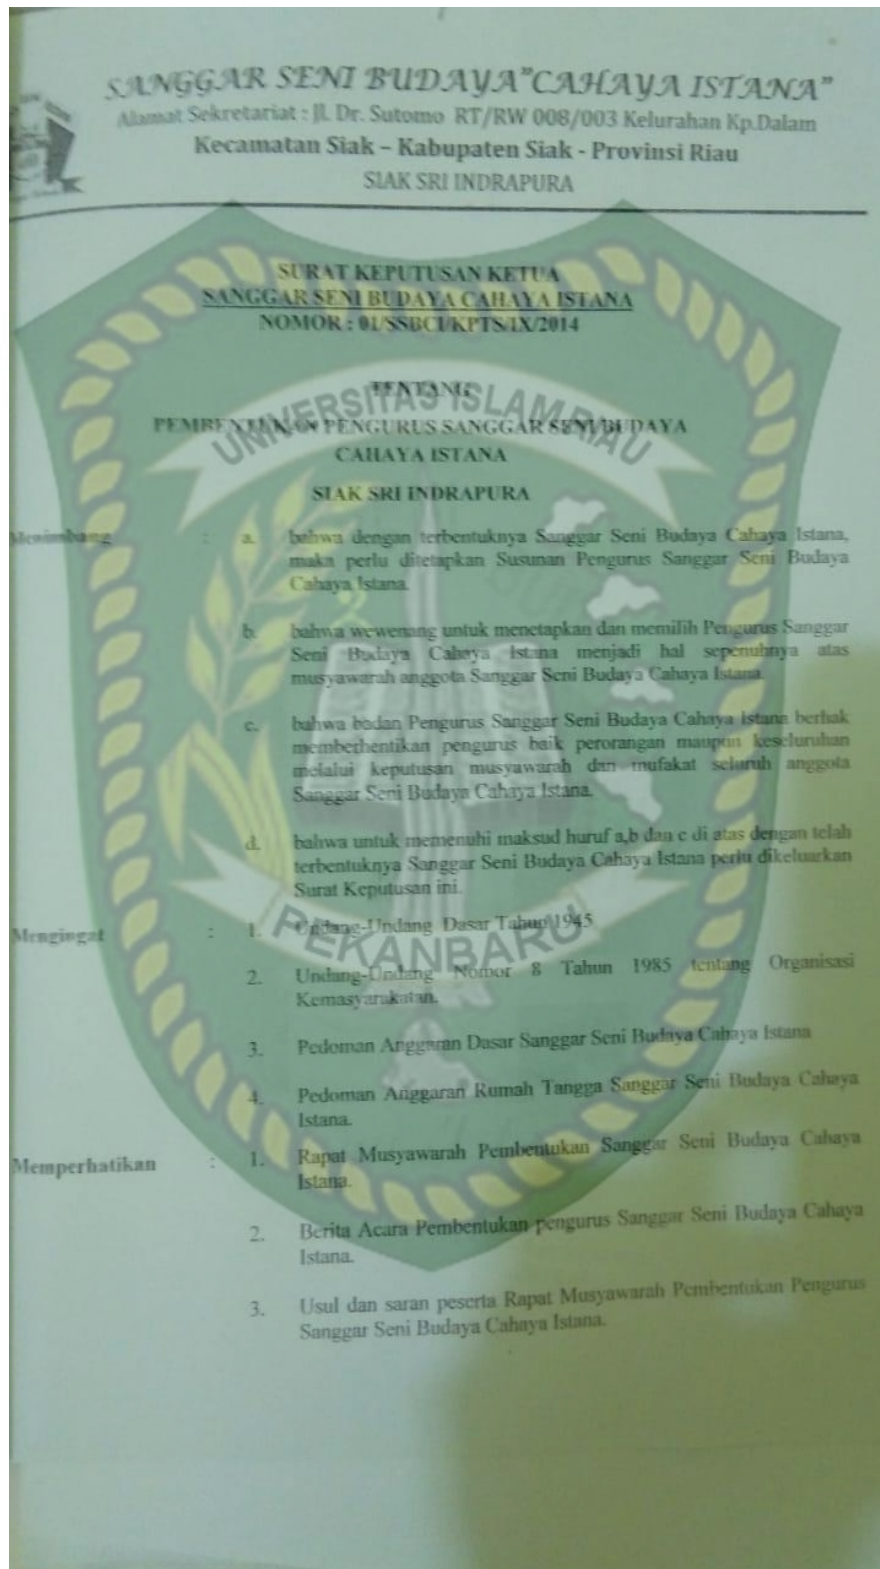 SANGGAR SENI BUDAYA"CAHAYA ISTANA"
Alamat Sekretariat : Jl. Dr. Sutomo RT/RW 008/003 Kelurahan Kp.Dalam
Kecamatan Siak – Kabupaten Siak - Provinsi Riau
SIAK SRI INDRAPURA
SURAT KEPUTUSAN KETUA
SANGGAR SENI BUDAYA CAHAYA ISTANA
NOMOR : 01/SSBCI/KPTS/IX/2014
TENTANG
UNIVERSITAS ISLAM RIAU
PEMBENTUKAN PENGURUS SANGGAR SENI BUDAYA
CAHAYA ISTANA
SIAK SRI INDRAPURA
Menimbang : a. bahwa dengan terbentuknya Sanggar Seni Budaya Cahaya Istana,
maka perlu ditetapkan Susunan Pengurus Sanggar Seni Budaya
Cahaya Istana.
b. bahwa wewenang untuk menetapkan dan memilih Pengurus Sanggar
Seni Budaya Cahaya Istana menjadi hal sepenuhnya atas
musyawarah anggota Sanggar Seni Budaya Cahaya Istana.
c. bahwa badan Pengurus Sanggar Seni Budaya Cahaya Istana berhak
memberhentikan pengurus baik perorangan maupun keseluruhan
melalui keputusan musyawarah dan mufakat seluruh anggota
Sanggar Seni Budaya Cahaya Istana.
d. bahwa untuk memenuhi maksud huruf a,b dan c di atas dengan telah
terbentuknya Sanggar Seni Budaya Cahaya Istana perlu dikeluarkan
Surat Keputusan ini.
Mengingat : 1. Undang-Undang Dasar Tahun 1945
PEKANBARU
2. Undang-Undang Nomor 8 Tahun 1985 tentang Organisasi
Kemasyarakatan.
3. Pedoman Anggaran Dasar Sanggar Seni Budaya Cahaya Istana
4. Pedoman Anggaran Rumah Tangga Sanggar Seni Budaya Cahaya
Istana.
Memperhatikan : 1. Rapat Musyawarah Pembentukan Sanggar Seni Budaya Cahaya
Istana.
2. Berita Acara Pembentukan pengurus Sanggar Seni Budaya Cahaya
Istana.
3. Usul dan saran peserta Rapat Musyawarah Pembentukan Pengurus
Sanggar Seni Budaya Cahaya Istana.